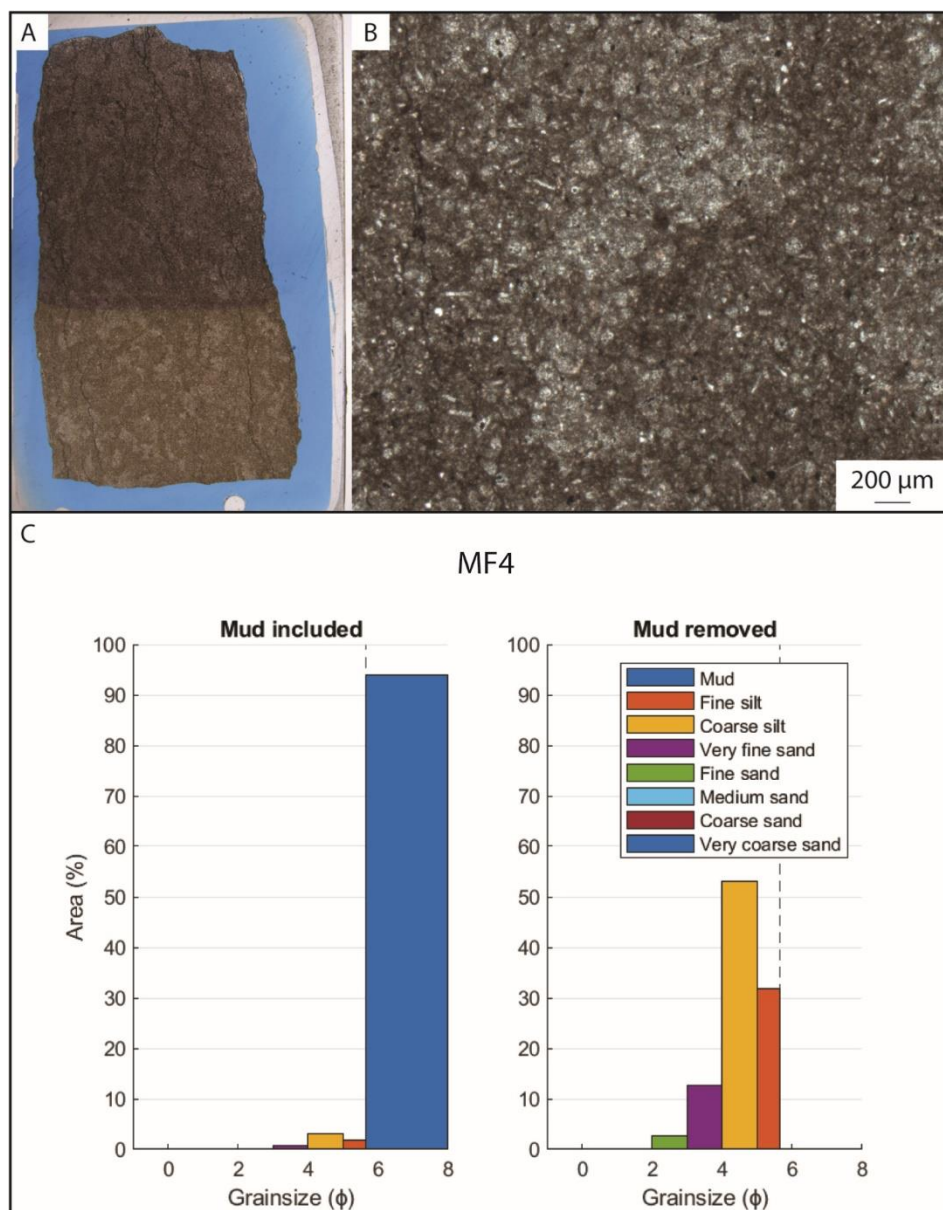 A
B
200 µm
C
MF4
Mud included
Mud removed
100
90
80
70
60
50
40
30
20
10
0
Area (%)
0 2 4 6 8
Grainsize (ϕ)
100
90
80
70
60
50
40
30
20
10
0
Mud
Fine silt
Coarse silt
Very fine sand
Fine sand
Medium sand
Coarse sand
Very coarse sand
0 2 4 6 8
Grainsize (ϕ)